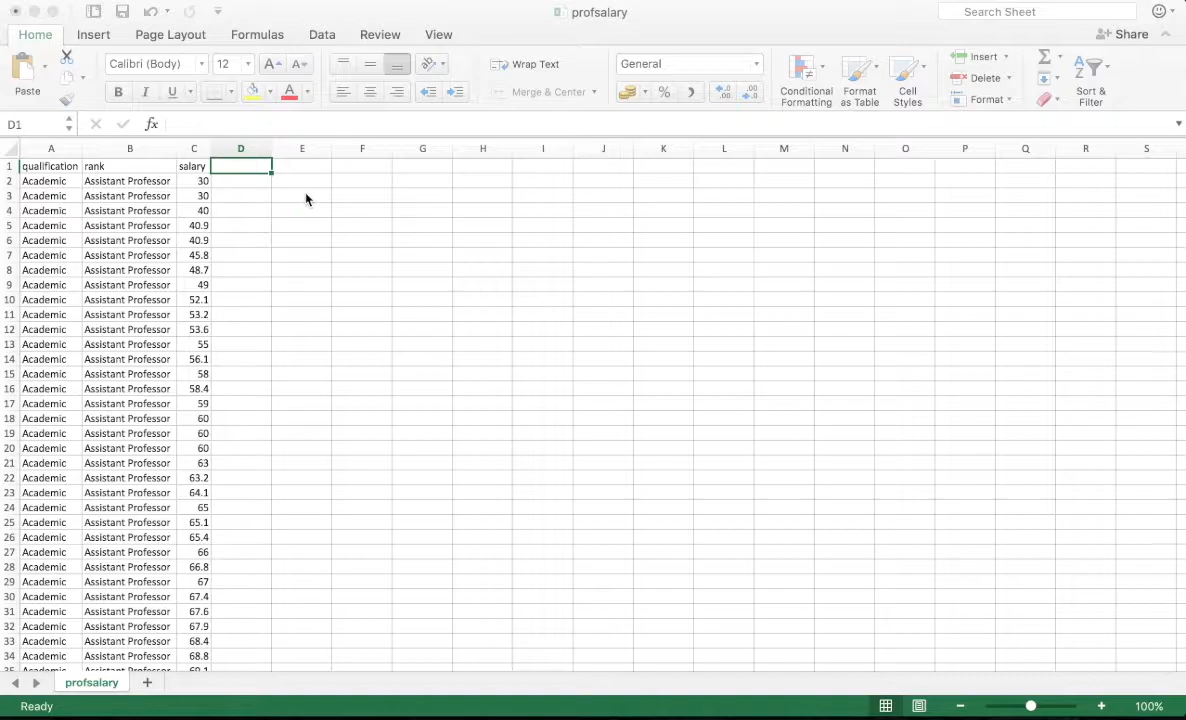 profsalary
Search Sheet
Home Insert Page Layout Formulas Data Review View
Share
Paste
Calibri (Body) 12 A A
B I U A
Wrap Text
Merge & Center
General
%
Conditional Formatting
Format as Table
Cell Styles
Insert
Delete
Format
Sort & Filter
D1 fx
A B C D E F G H I J K L M N O P Q R S
1 qualification rank salary
2 Academic Assistant Professor 30
3 Academic Assistant Professor 30
4 Academic Assistant Professor 40
5 Academic Assistant Professor 40.9
6 Academic Assistant Professor 40.9
7 Academic Assistant Professor 45.8
8 Academic Assistant Professor 48.7
9 Academic Assistant Professor 49
10 Academic Assistant Professor 52.1
11 Academic Assistant Professor 53.2
12 Academic Assistant Professor 53.6
13 Academic Assistant Professor 55
14 Academic Assistant Professor 56.1
15 Academic Assistant Professor 58
16 Academic Assistant Professor 58.4
17 Academic Assistant Professor 59
18 Academic Assistant Professor 60
19 Academic Assistant Professor 60
20 Academic Assistant Professor 60
21 Academic Assistant Professor 63
22 Academic Assistant Professor 63.2
23 Academic Assistant Professor 64.1
24 Academic Assistant Professor 65
25 Academic Assistant Professor 65.1
26 Academic Assistant Professor 65.4
27 Academic Assistant Professor 66
28 Academic Assistant Professor 66.8
29 Academic Assistant Professor 67
30 Academic Assistant Professor 67.4
31 Academic Assistant Professor 67.6
32 Academic Assistant Professor 67.9
33 Academic Assistant Professor 68.4
34 Academic Assistant Professor 68.8
35 Academic Assistant Professor 69.1
profsalary
Ready
100%